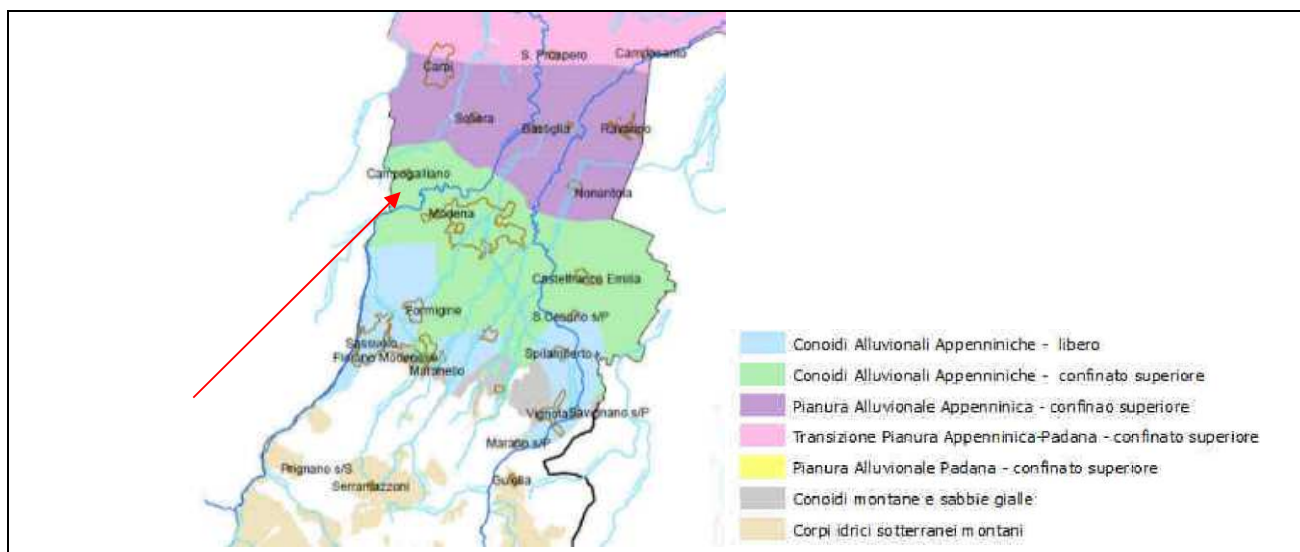 S. Prospero
Camposanto
Carpi
Soliera
Bastiglia
Ravarino
Campogalliano
Nonantola
Modena
Castelfranco Emilia
Formigine
S.Cesario s/P
Sassuolo
Fiorano Modenese
Spilamberto
Maranello
Vignola
Savignano s/P
Marano s/P
Prignano s/S
Serramazzoni
Guiglia
Conoidi Alluvionali Appenniniche - libero
Conoidi Alluvionali Appenniniche - confinato superiore
Pianura Alluvionale Appenninica - confinao superiore
Transizione Pianura Appenninica-Padana - confinato superiore
Pianura Alluvionale Padana - confinato superiore
Conoidi montane e sabbie gialle
Corpi idrici sotterranei montani